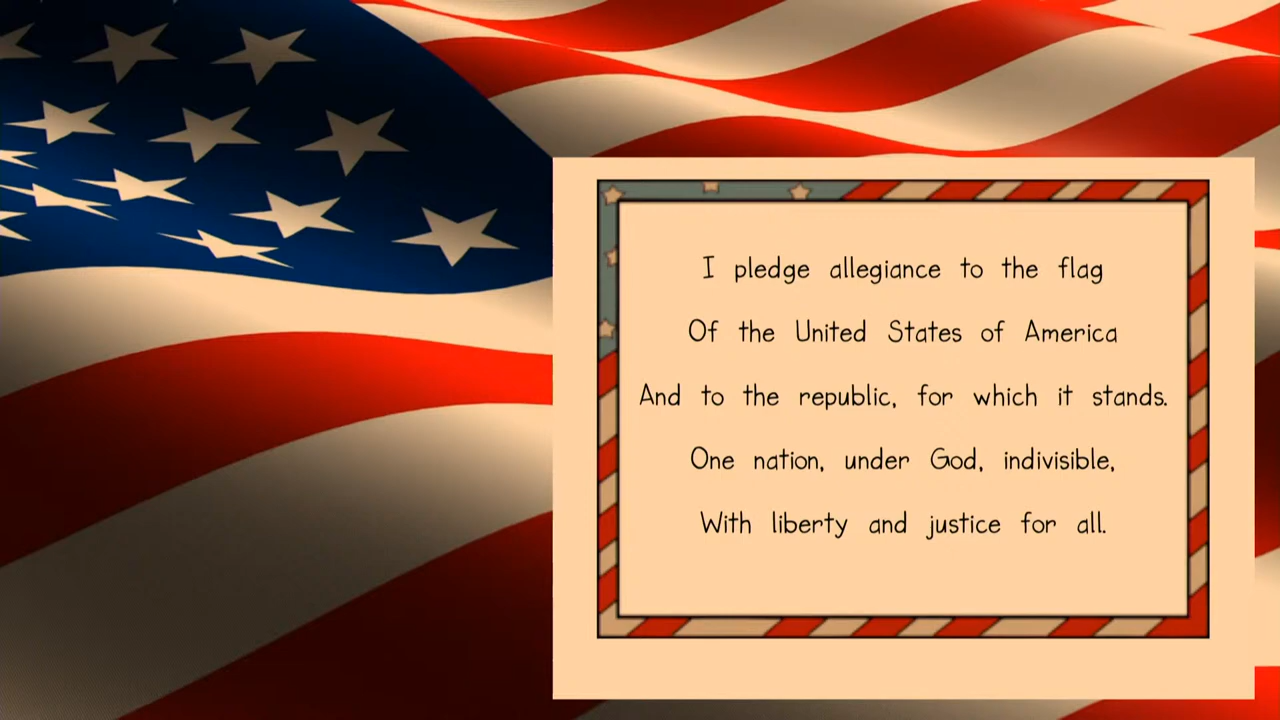 I pledge allegiance to the flag
Of the United States of America
And to the republic, for which it stands.
One nation, under God, indivisible,
With liberty and justice for all.